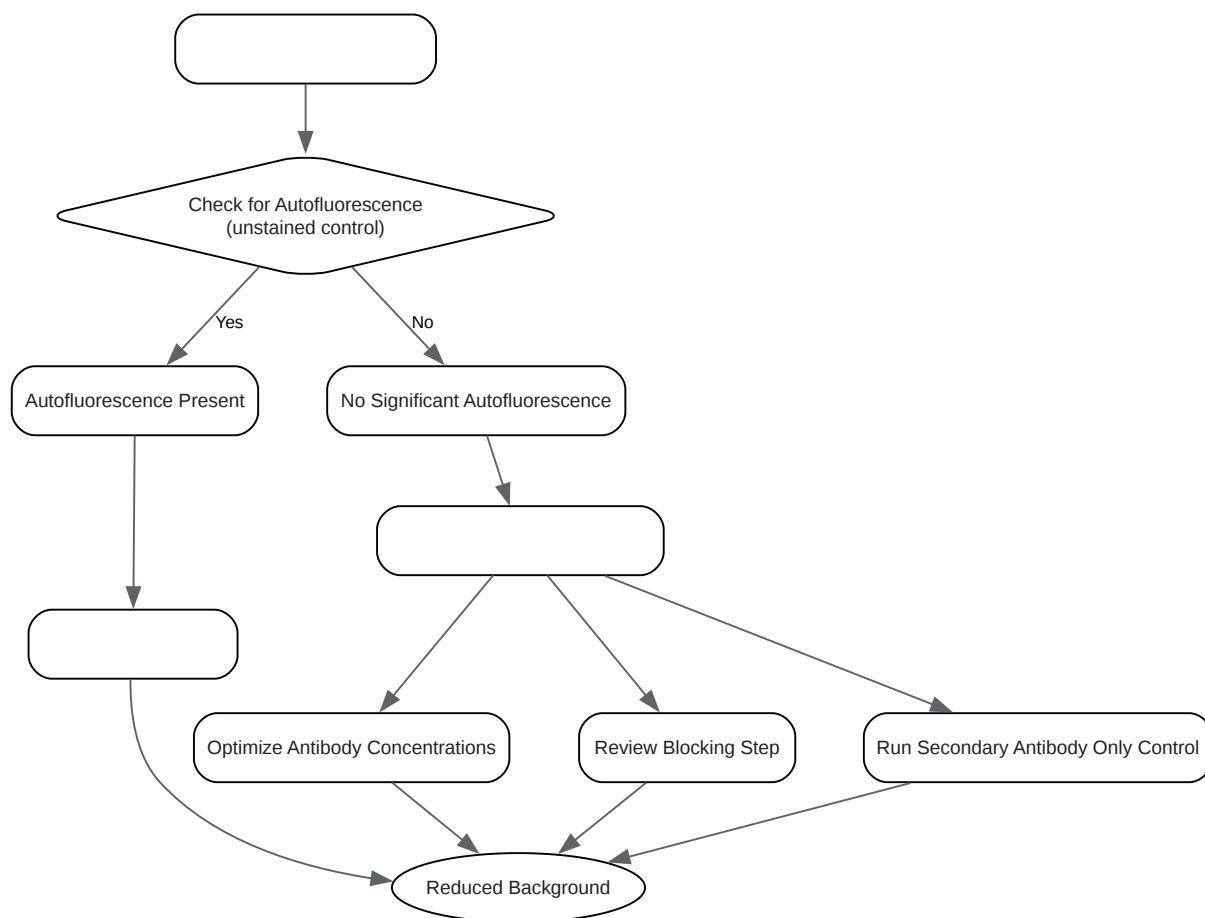 Check for Autofluorescence
(unstained control)
Yes
No
Autofluorescence Present
No Significant Autofluorescence
Optimize Antibody Concentrations
Review Blocking Step
Run Secondary Antibody Only Control
Reduced Background